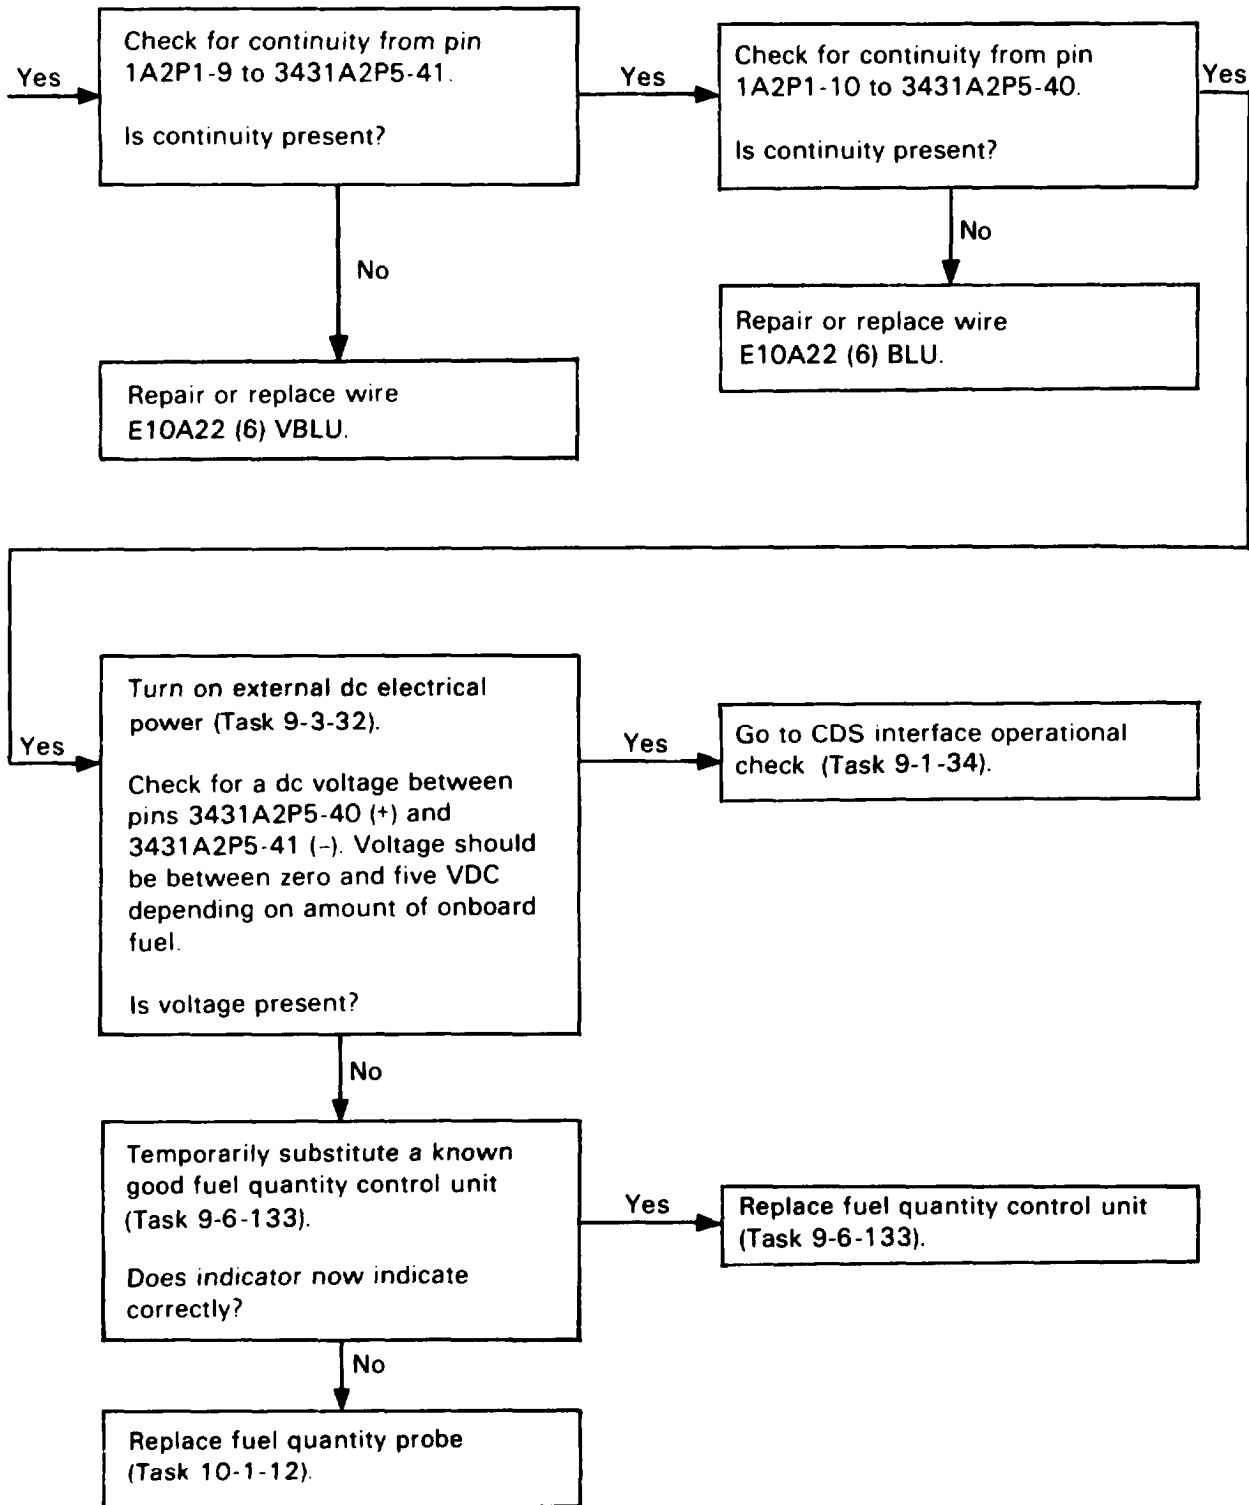 Yes
Check for continuity from pin
1A2P1-9 to 3431A2P5-41.
Is continuity present?
Yes
Check for continuity from pin
1A2P1-10 to 3431A2P5-40.
Is continuity present?
Yes
No
Repair or replace wire
E10A22 (6) VBLU.
No
Repair or replace wire
E10A22 (6) BLU.
Yes
Turn on external dc electrical
power (Task 9-3-32).
Check for a dc voltage between
pins 3431A2P5-40 (+) and
3431A2P5-41 (-). Voltage should
be between zero and five VDC
depending on amount of onboard
fuel.
Is voltage present?
Yes
Go to CDS interface operational
check (Task 9-1-34).
No
Temporarily substitute a known
good fuel quantity control unit
(Task 9-6-133).
Does indicator now indicate
correctly?
Yes
Replace fuel quantity control unit
(Task 9-6-133).
No
Replace fuel quantity probe
(Task 10-1-12).